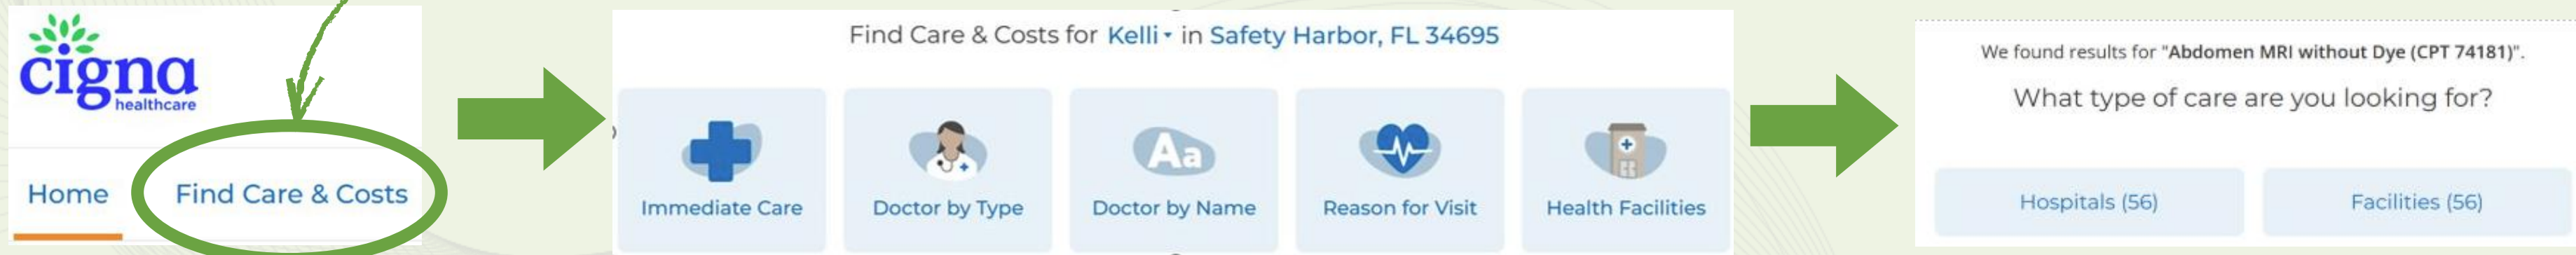 cigna
healthcare
Home Find Care & Costs
Find Care & Costs for Kelli in Safety Harbor, FL 34695
Immediate Care
Doctor by Type
Aa
Doctor by Name
Reason for Visit
Health Facilities
We found results for "Abdomen MRI without Dye (CPT 74181)".
What type of care are you looking for?
Hospitals (56) Facilities (56)